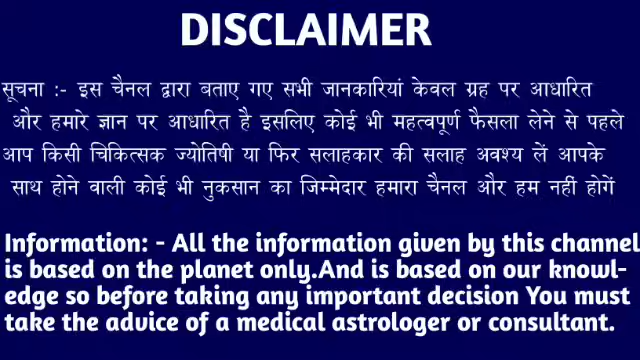 DISCLAIMER
सूचना :- इस चैनल द्वारा बताए गए सभी जानकारियां केवल ग्रह पर आधारित
और हमारे ज्ञान पर आधारित है इसलिए कोई भी महत्वपूर्ण फैसला लेने से पहले
आप किसी चिकित्सक ज्योतिषी या फिर सलाहकार की सलाह अवश्य लें आपके
साथ होने वाली कोई भी नुकसान का जिम्मेदार हमारा चैनल और हम नहीं होगें
Information: - All the information given by this channel
is based on the planet only.And is based on our knowl-
edge so before taking any important decision You must
take the advice of a medical astrologer or consultant.